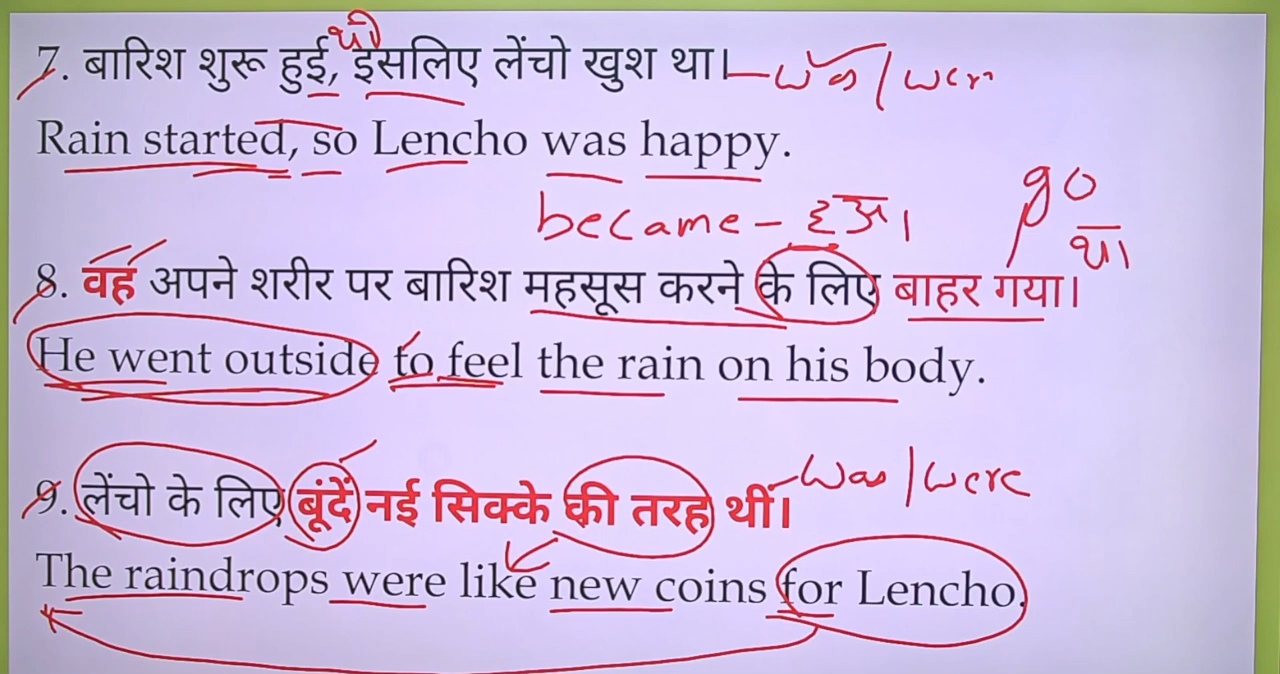 थी
7. बारिश शुरू हुई, इसलिए लेंचो खुश था। – was/were
Rain started, so Lencho was happy.
became – हुआ।
go
था।
8. वह अपने शरीर पर बारिश महसूस करने के लिए बाहर गया।
He went outside to feel the rain on his body.
9. लेंचो के लिए बूंदें नई सिक्के की तरह थीं। – was/were
The raindrops were like new coins for Lencho.